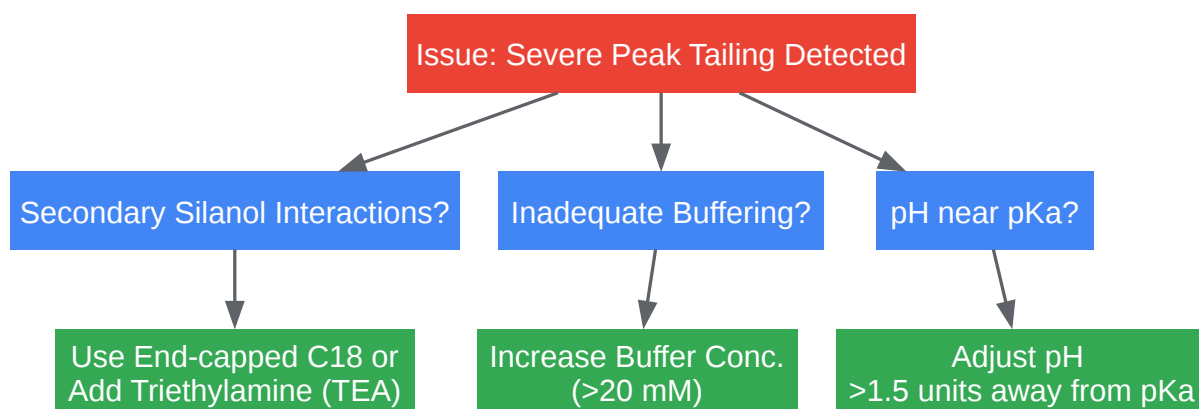 Issue: Severe Peak Tailing Detected
Secondary Silanol Interactions?
Inadequate Buffering?
pH near pKa?
Use End-capped C18 or
Add Triethylamine (TEA)
Increase Buffer Conc.
(>20 mM)
Adjust pH
>1.5 units away from pKa